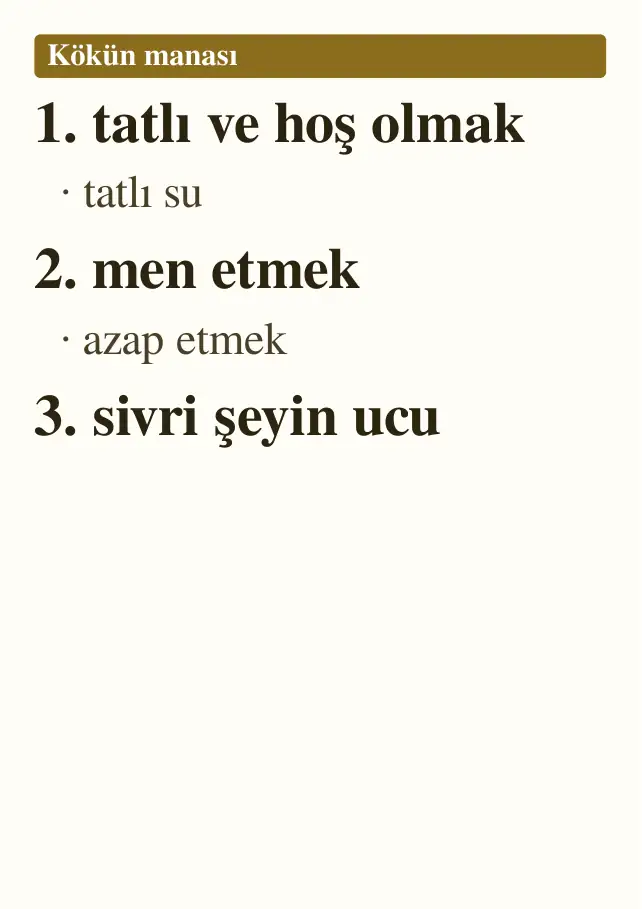 Kökün manası
1. tatlı ve hoş olmak
· tatlı su
2. men etmek
· azap etmek
3. sivri şeyin ucu